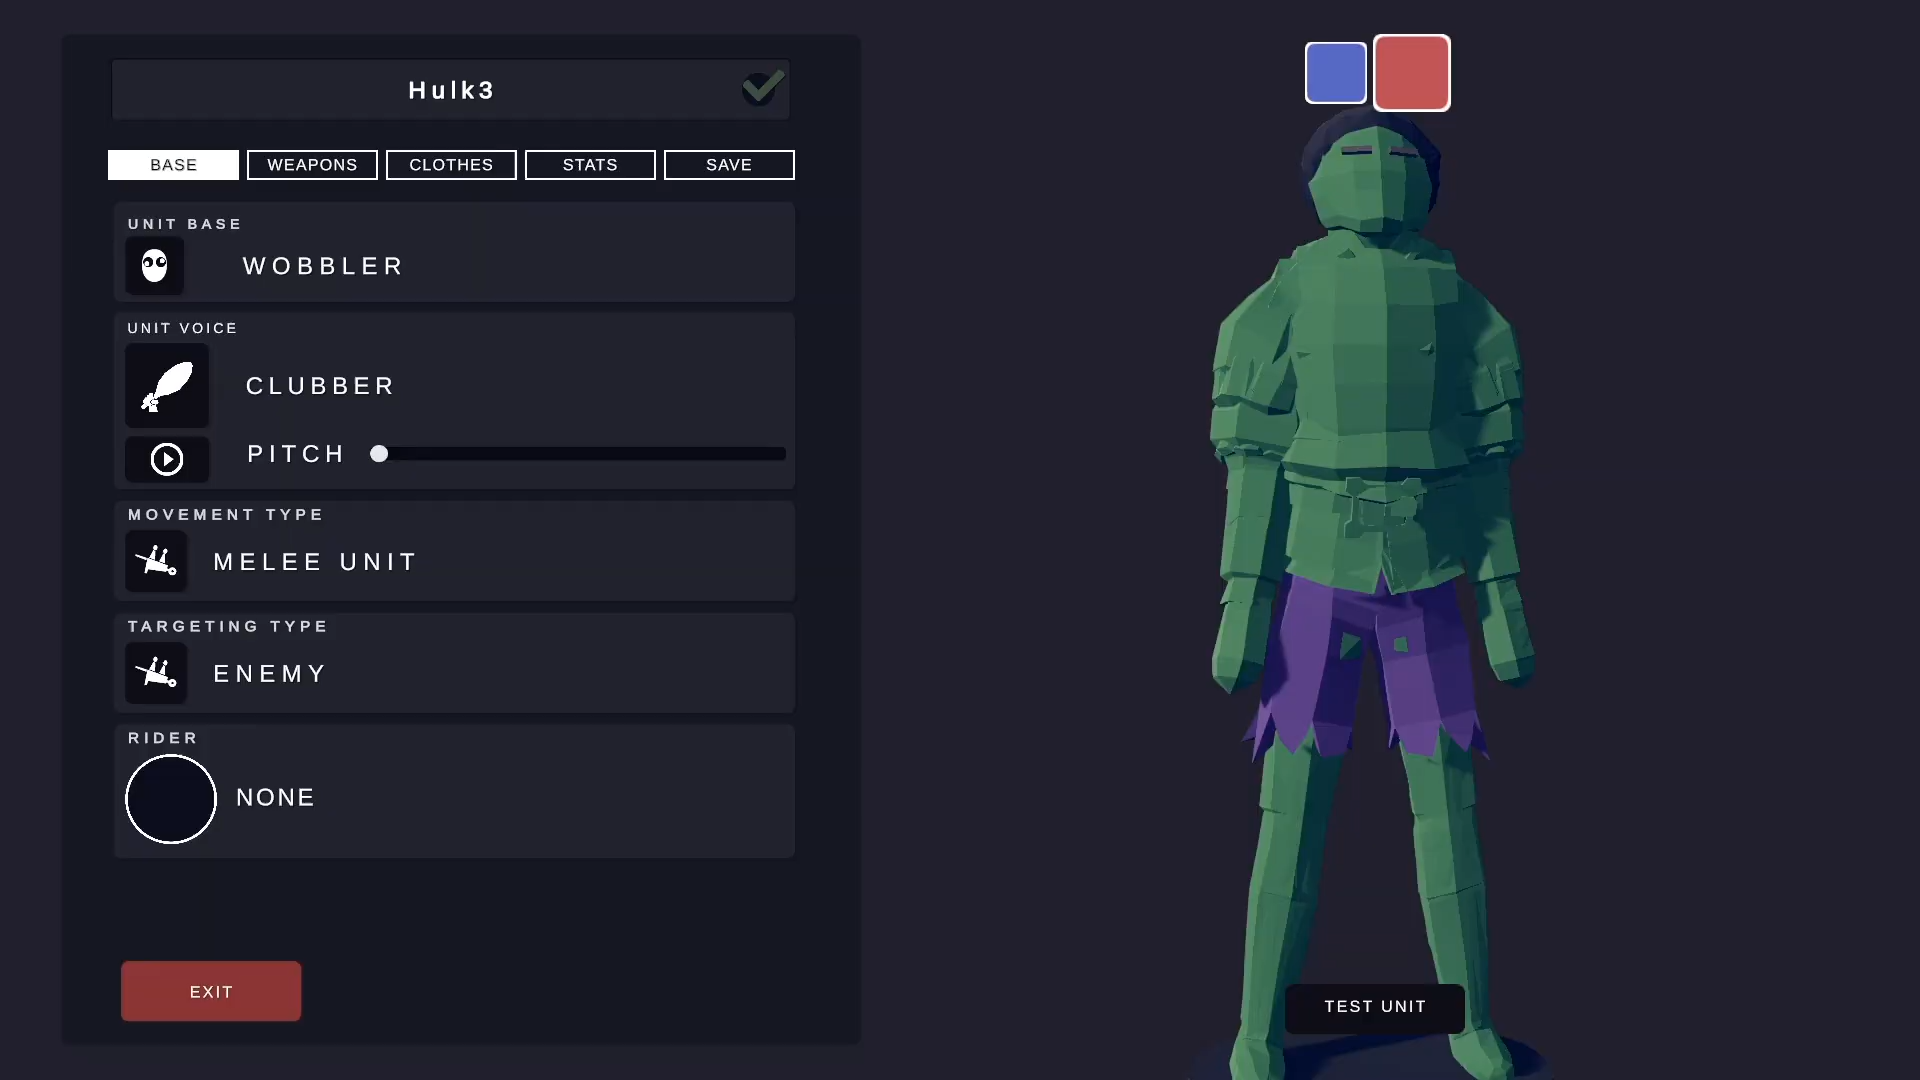 Hulk3
BASE WEAPONS CLOTHES STATS SAVE
UNIT BASE
WOBBLER
UNIT VOICE
CLUBBER
PITCH
MOVEMENT TYPE
MELEE UNIT
TARGETING TYPE
ENEMY
RIDER
NONE
EXIT
TEST UNIT